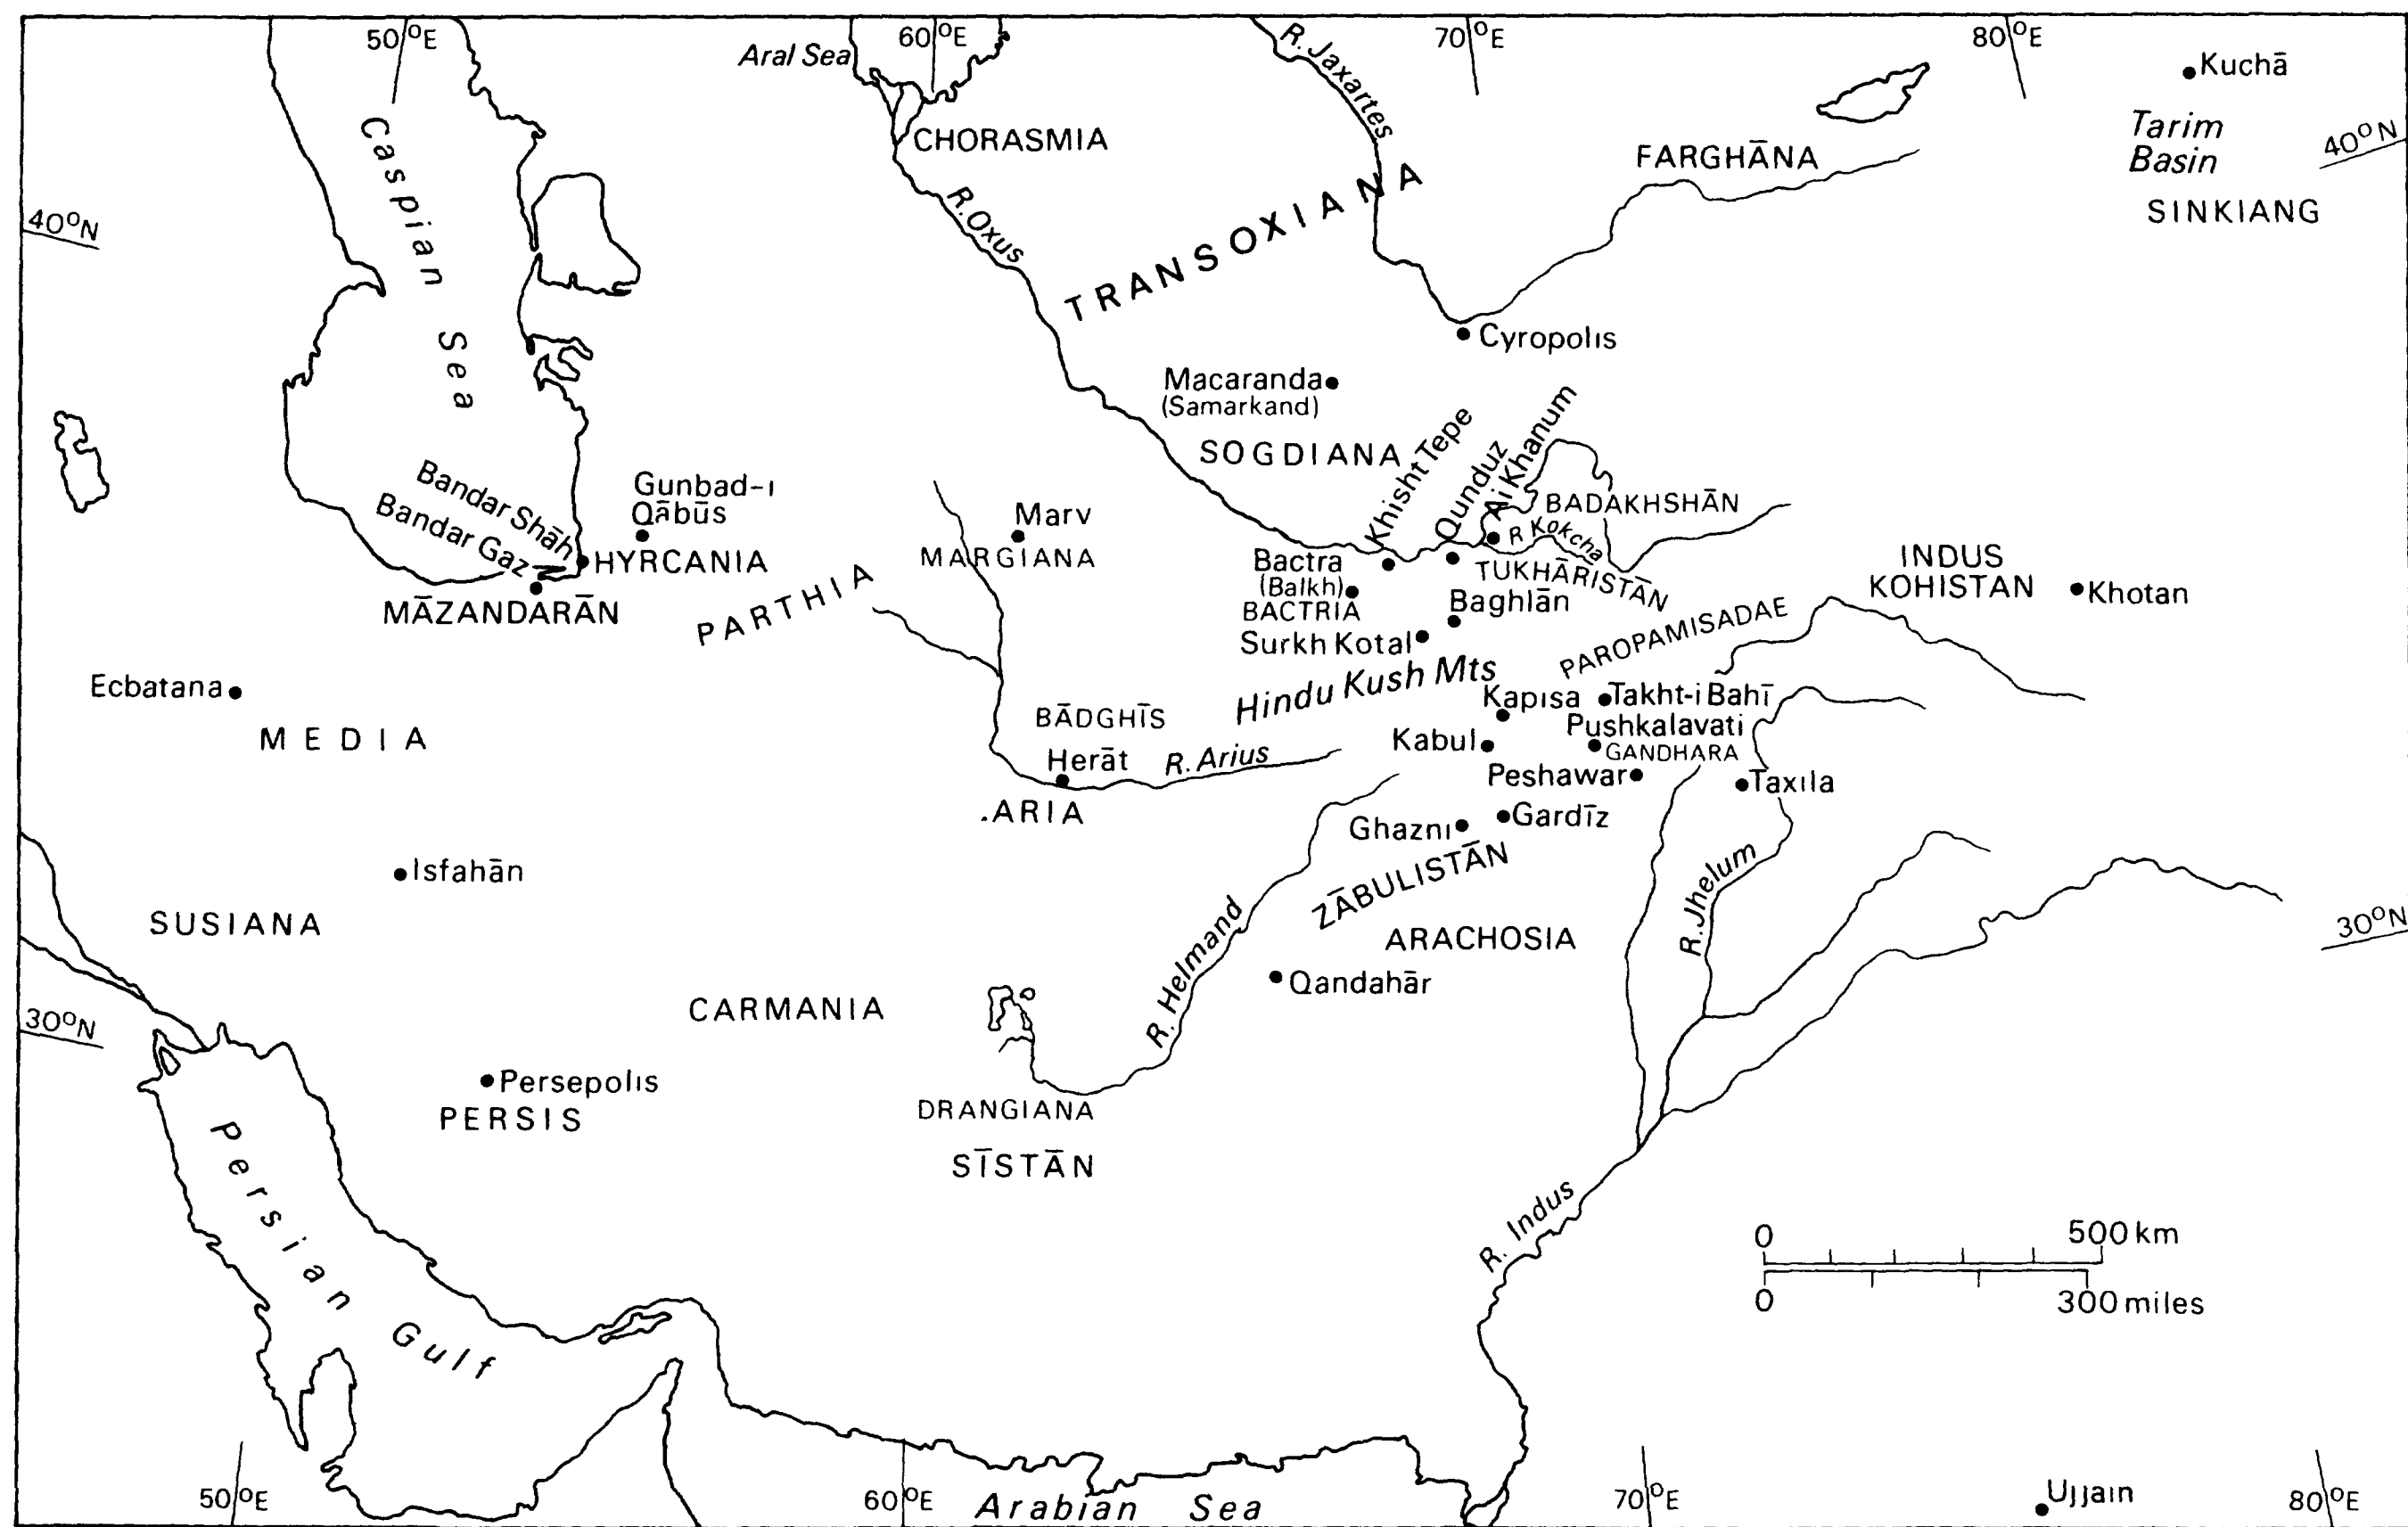 50°E
Aral Sea
60°E
R. Jaxartes
70°E
80°E
Kuchā
Caspian Sea
CHORASMIA
Tarim
Basin
40°N
FARGHĀNA
TRANSOXIANA
SINKIANG
R. Oxus
40°N
Cyropolis
Macaranda
(Samarkand)
SOGDIANA
Khisht Tepe
Qunduz
Ai Khanum
BADAKHSHĀN
R Kokcha
Bandar Shāh
Bandar Gaz
Gunbad-i
Qābūs
HYRCANIA
MĀZANDARĀN
PARTHIA
Marv
MARGIANA
Bactra
(Balkh)
BACTRIA
TUKHĀRISTĀN
Baghlān
Surkh Kotal
INDUS
KOHISTAN
Khotan
PAROPAMISADAE
Hindu Kush Mts
Ecbatana
MEDIA
BĀDGHĪS
Herāt
R. Arius
ARIA
Kapisa
Takht-i Bahī
Pushkalavati
Kabul
GANDHARA
Peshawar
Taxila
Ghazni
Gardīz
ZĀBULISTĀN
R. Jhelum
Isfahān
SUSIANA
R. Helmand
ARACHOSIA
30°N
Qandahār
CARMANIA
30°N
Persepolis
PERSIS
DRANGIANA
SĪSTĀN
Persian Gulf
R. Indus
0 500 km
0 300 miles
50°E
60°E
Arabian Sea
70°E
Ujjain
80°E